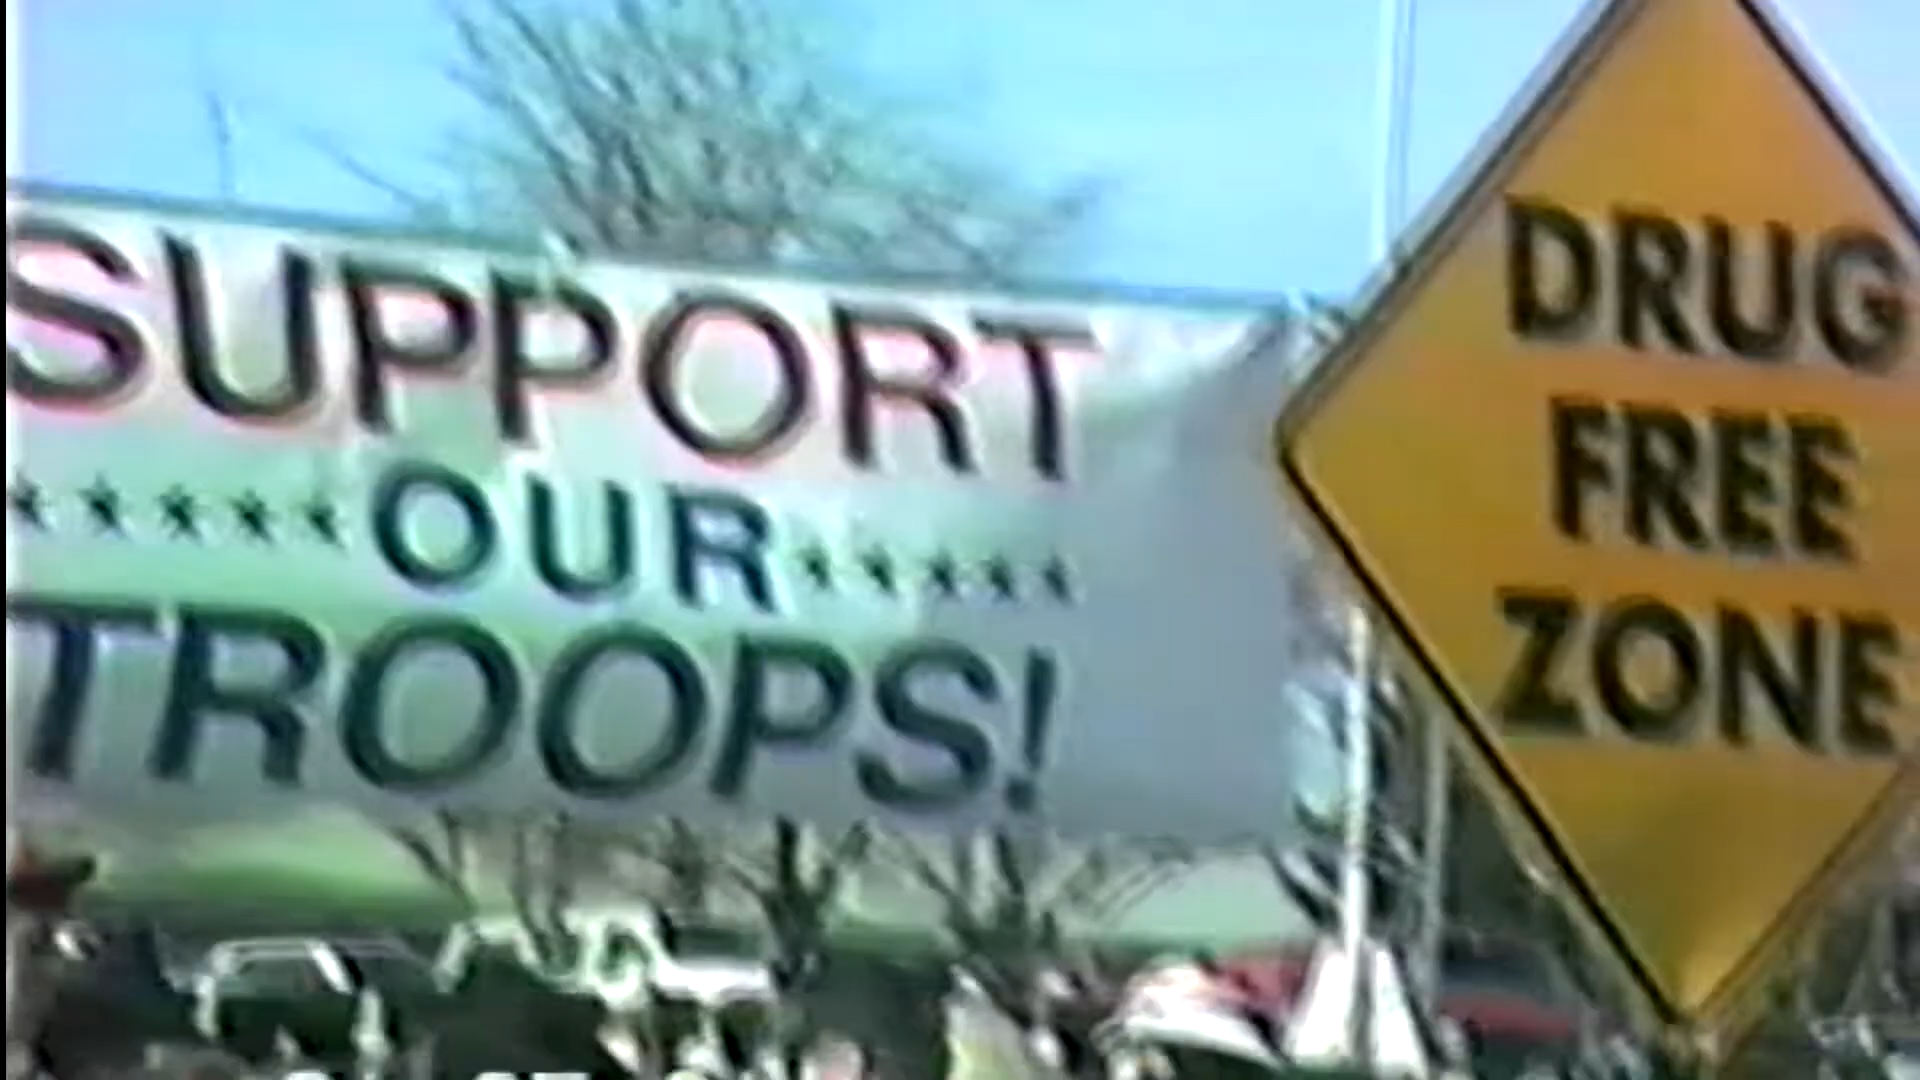 SUPPORT
★★★★★ OUR ★★★★★
TROOPS!
DRUG
FREE
ZONE